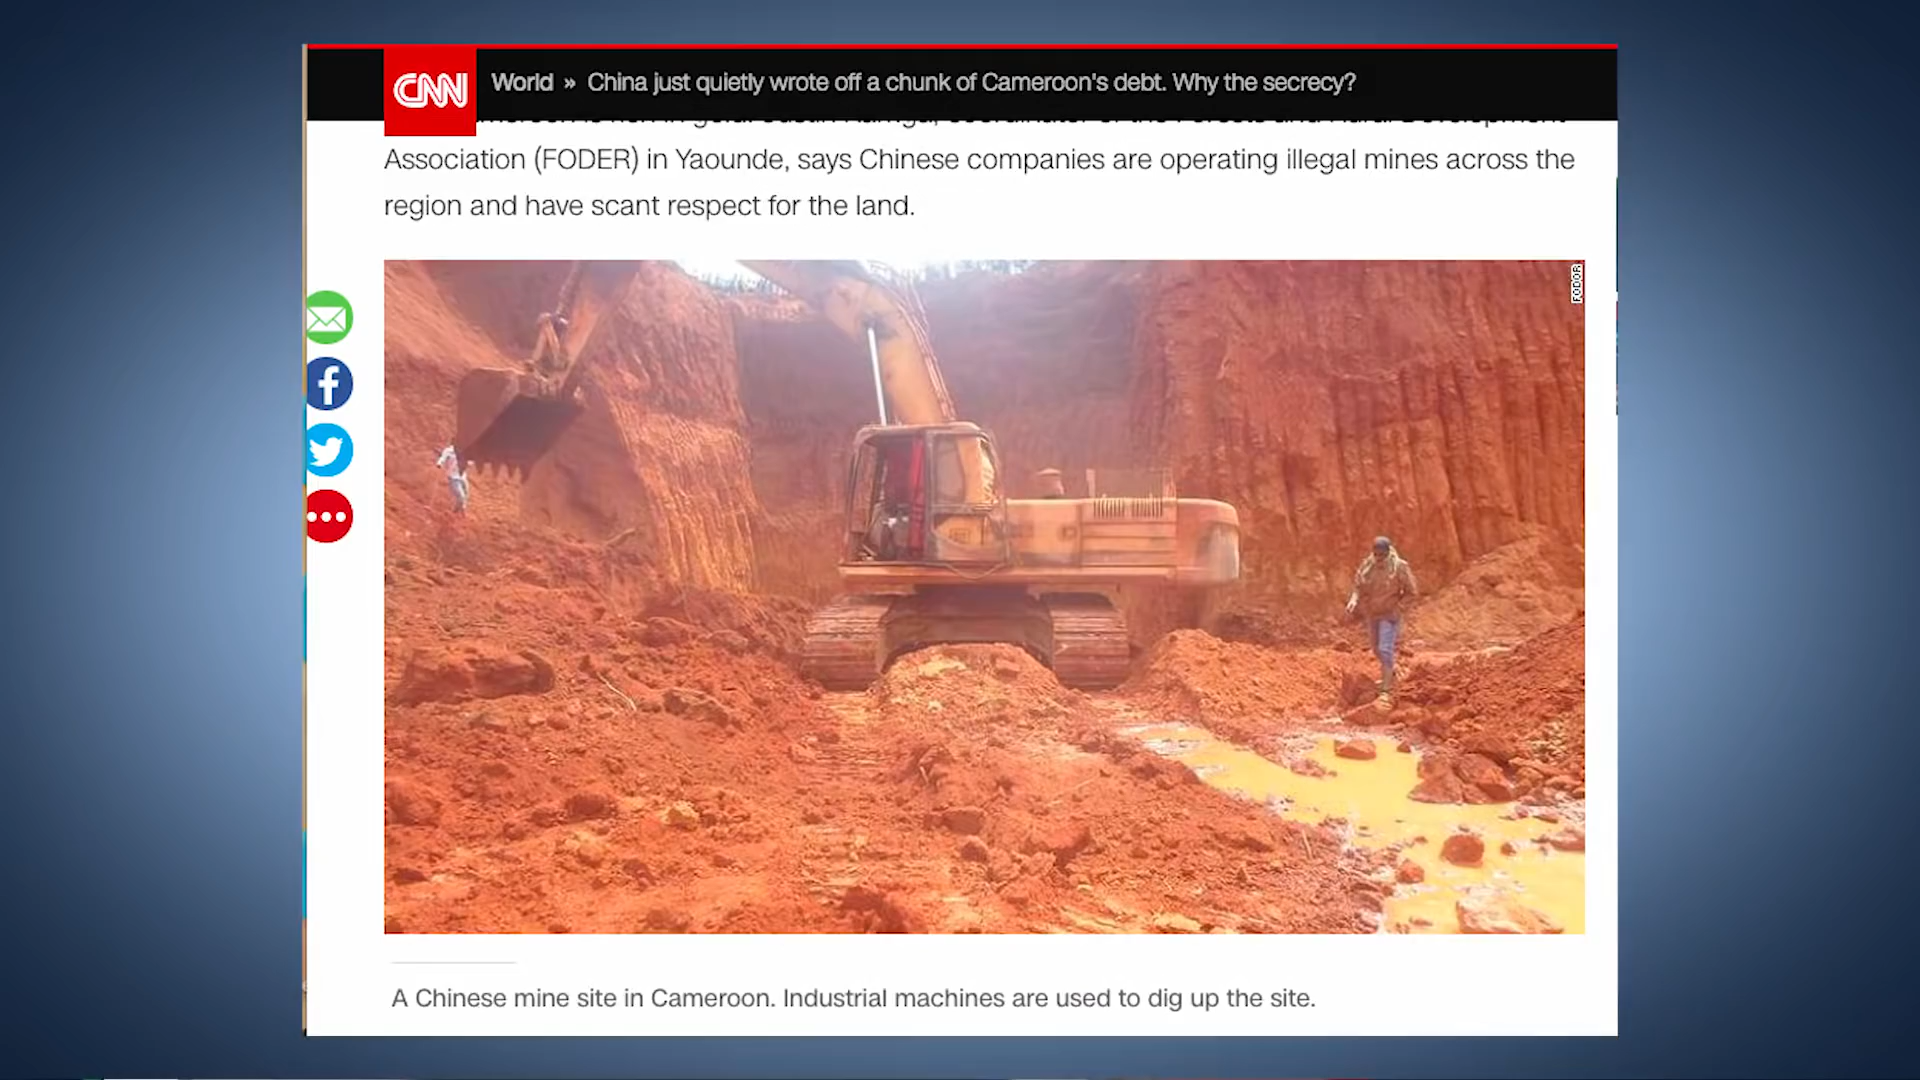 CNN World » China just quietly wrote off a chunk of Cameroon's debt. Why the secrecy?
Association (FODER) in Yaounde, says Chinese companies are operating illegal mines across the
region and have scant respect for the land.
FODOR
A Chinese mine site in Cameroon. Industrial machines are used to dig up the site.